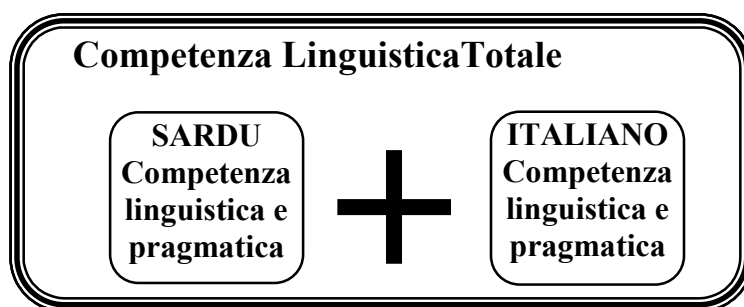 Competenza LinguisticaTotale
SARDU
Competenza
linguistica e
pragmatica
ITALIANO
Competenza
linguistica e
pragmatica